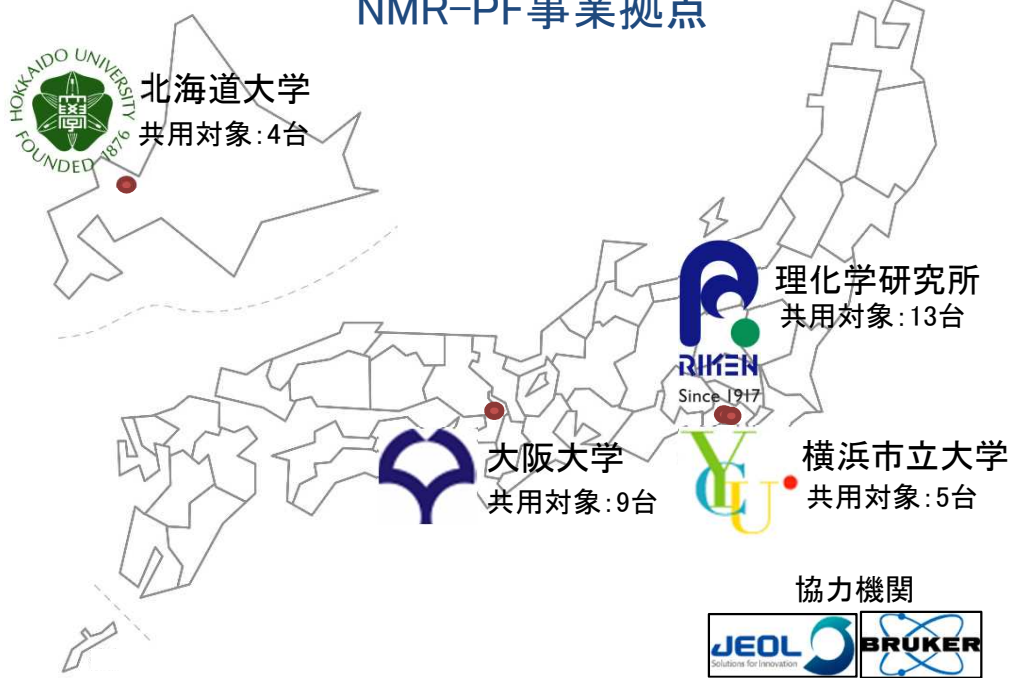 NMR-PF事業拠点
HOKKAIDO UNIVERSITY
FOUNDED 1876
北海道大学
共用対象:4台
理化学研究所
共用対象:13台
RIKEN
Since 1917
大阪大学
共用対象:9台
YCU
横浜市立大学
共用対象:5台
協力機関
JEOL
Solutions for Innovation
BRUKER